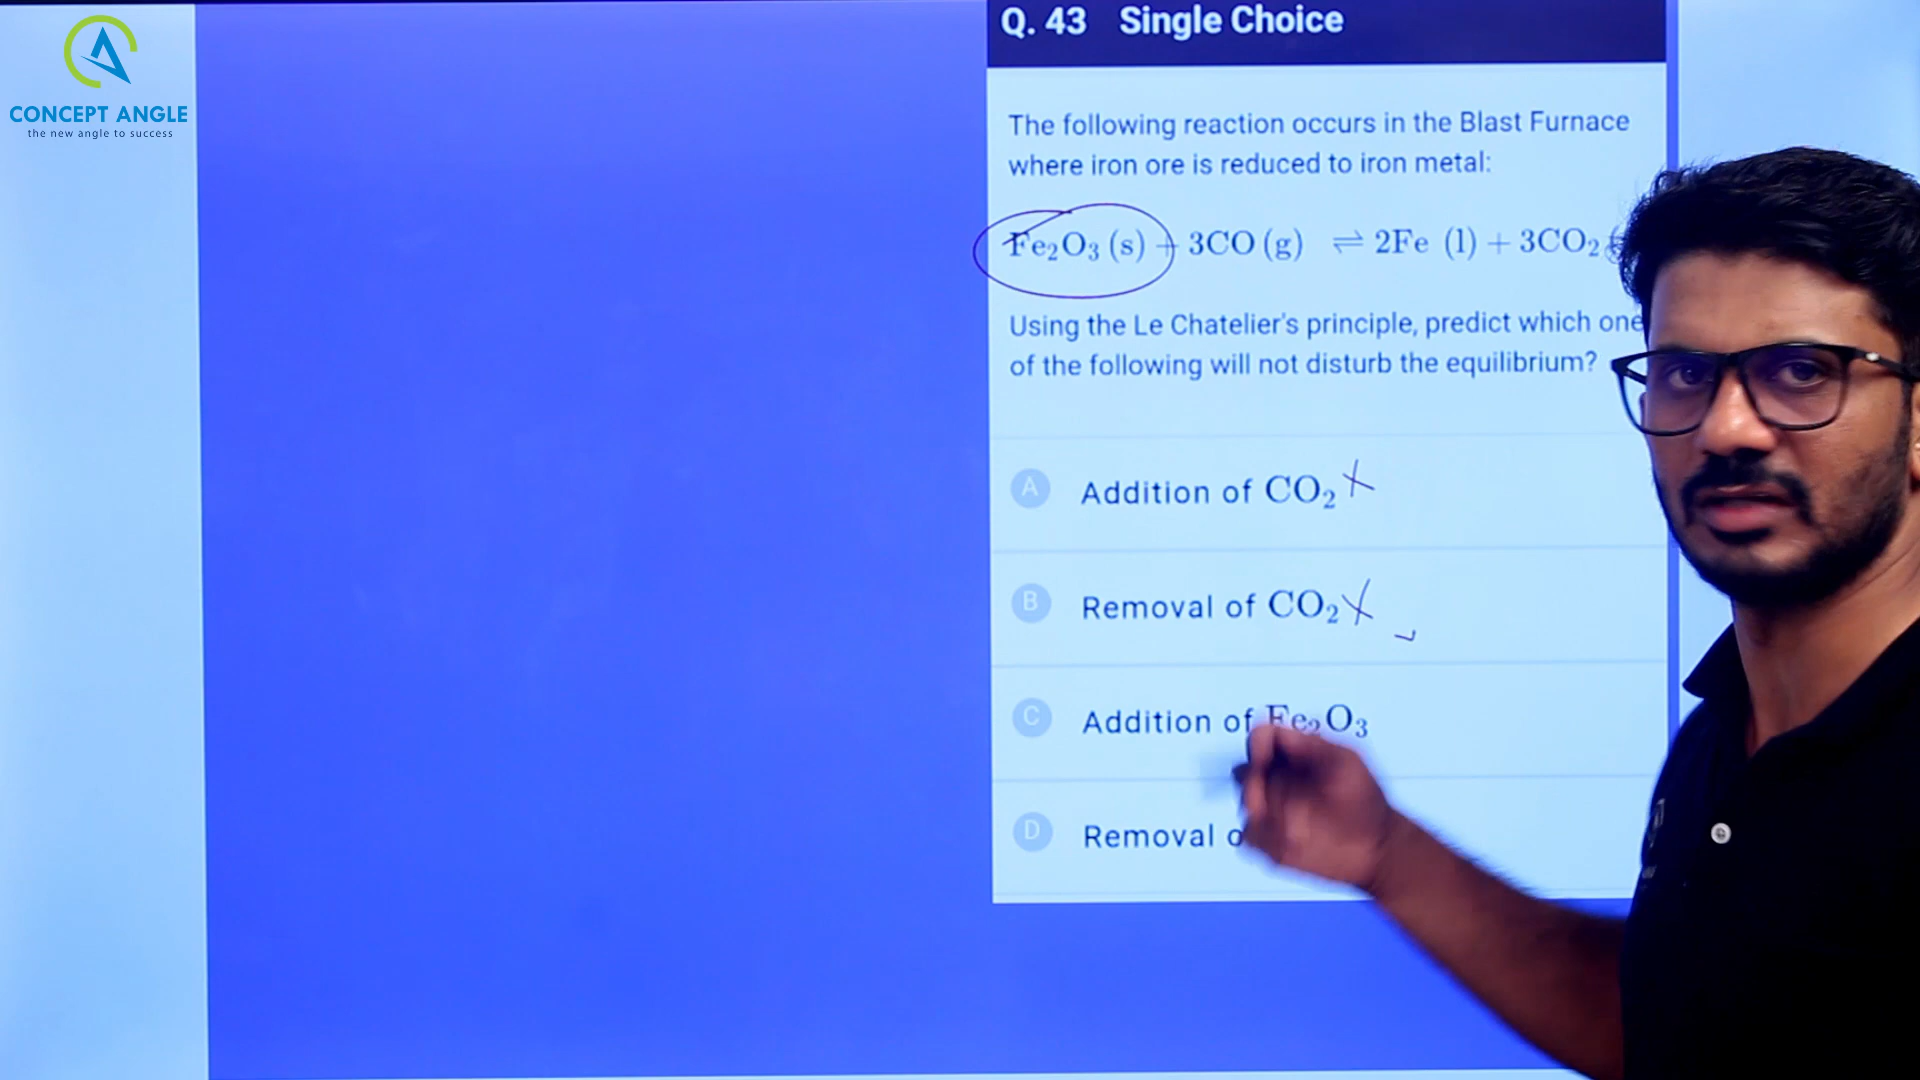 CONCEPT ANGLE
the new angle to success
Q. 43 Single Choice
The following reaction occurs in the Blast Furnace
where iron ore is reduced to iron metal:
Fe₂O₃ (s) + 3CO (g) ⇌ 2Fe (l) + 3CO₂
Using the Le Chatelier's principle, predict which one
of the following will not disturb the equilibrium?
A Addition of CO₂
B Removal of CO₂
C Addition of Fe₂O₃
D Removal